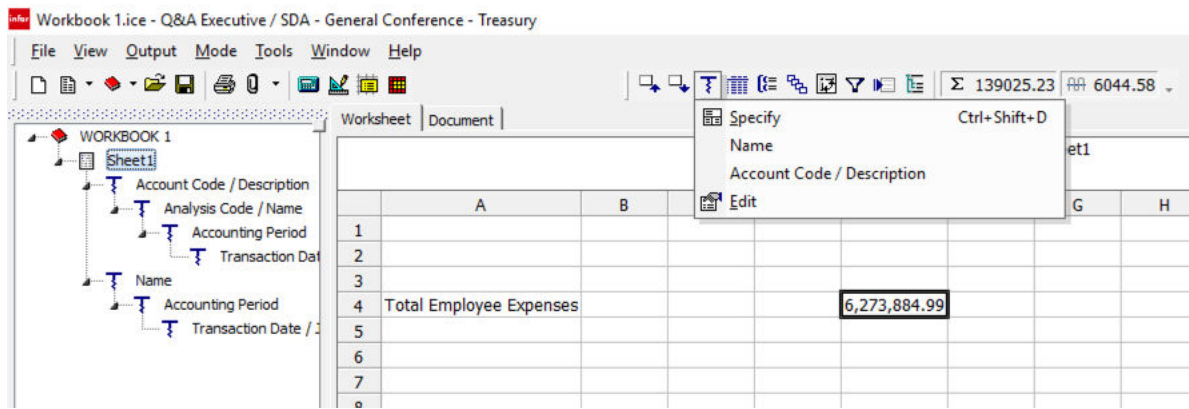 infor Workbook 1.ice - Q&A Executive / SDA - General Conference - Treasury
File View Output Mode Tools Window Help
Σ 139025.23 6044.58
WORKBOOK 1
Sheet1
Account Code / Description
Analysis Code / Name
Accounting Period
Transaction Dat
Name
Accounting Period
Transaction Date / J
Worksheet Document
Specify Ctrl+Shift+D
Name
Account Code / Description
Edit
et1
A B G H
1
2
3
4 Total Employee Expenses 6,273,884.99
5
6
7
8